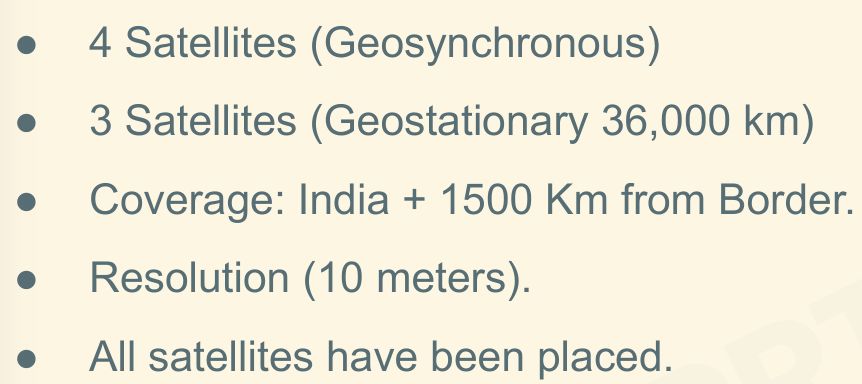 ● 4 Satellites (Geosynchronous)
● 3 Satellites (Geostationary 36,000 km)
● Coverage: India + 1500 Km from Border.
● Resolution (10 meters).
● All satellites have been placed.